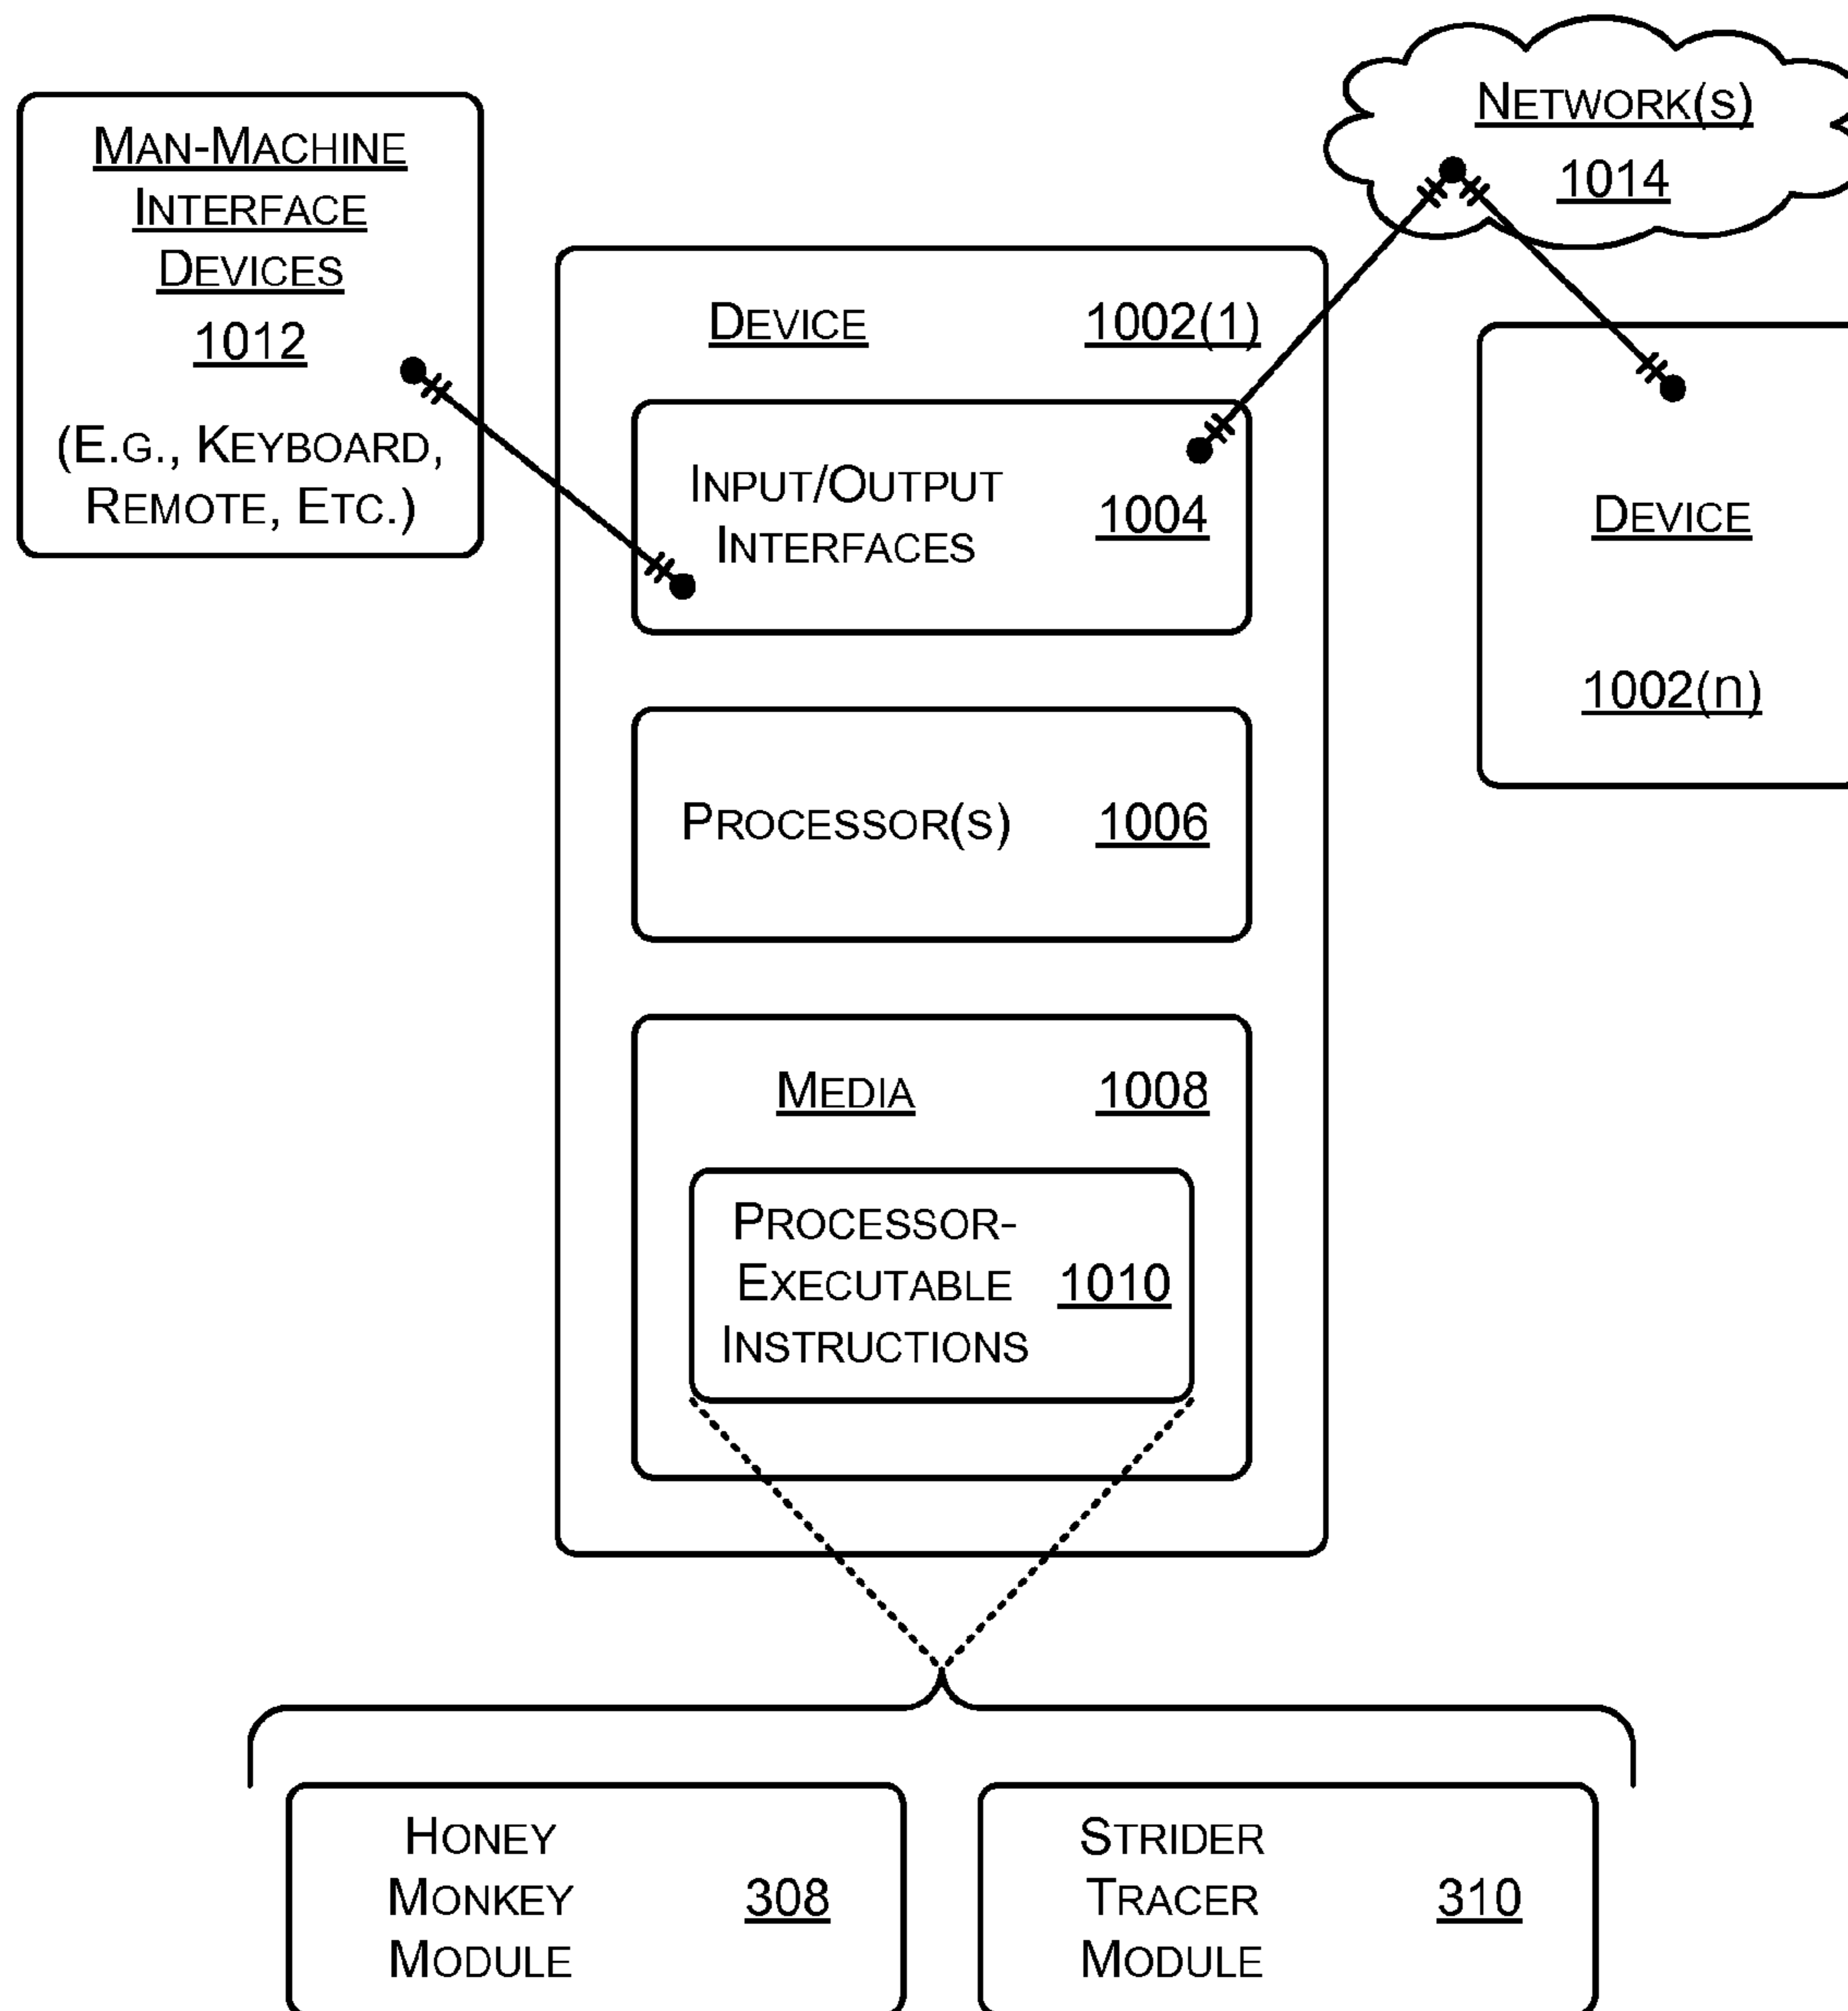 NETWORK(S)
1014
MAN-MACHINE
INTERFACE
DEVICES
1012
(E.G., KEYBOARD,
REMOTE, ETC.)
DEVICE 1002(1)
INPUT/OUTPUT
INTERFACES
1004
DEVICE
1002(n)
PROCESSOR(S) 1006
MEDIA 1008
PROCESSOR-
EXECUTABLE
INSTRUCTIONS
1010
HONEY
MONKEY
MODULE
308
STRIDER
TRACER
MODULE
310